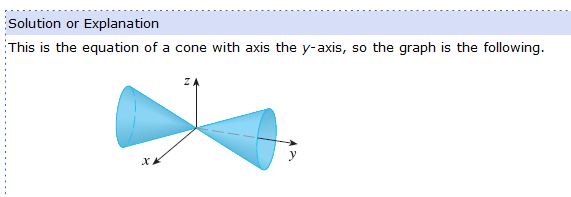 Solution or Explanation
This is the equation of a cone with axis the y-axis, so the graph is the following.
z
x
y